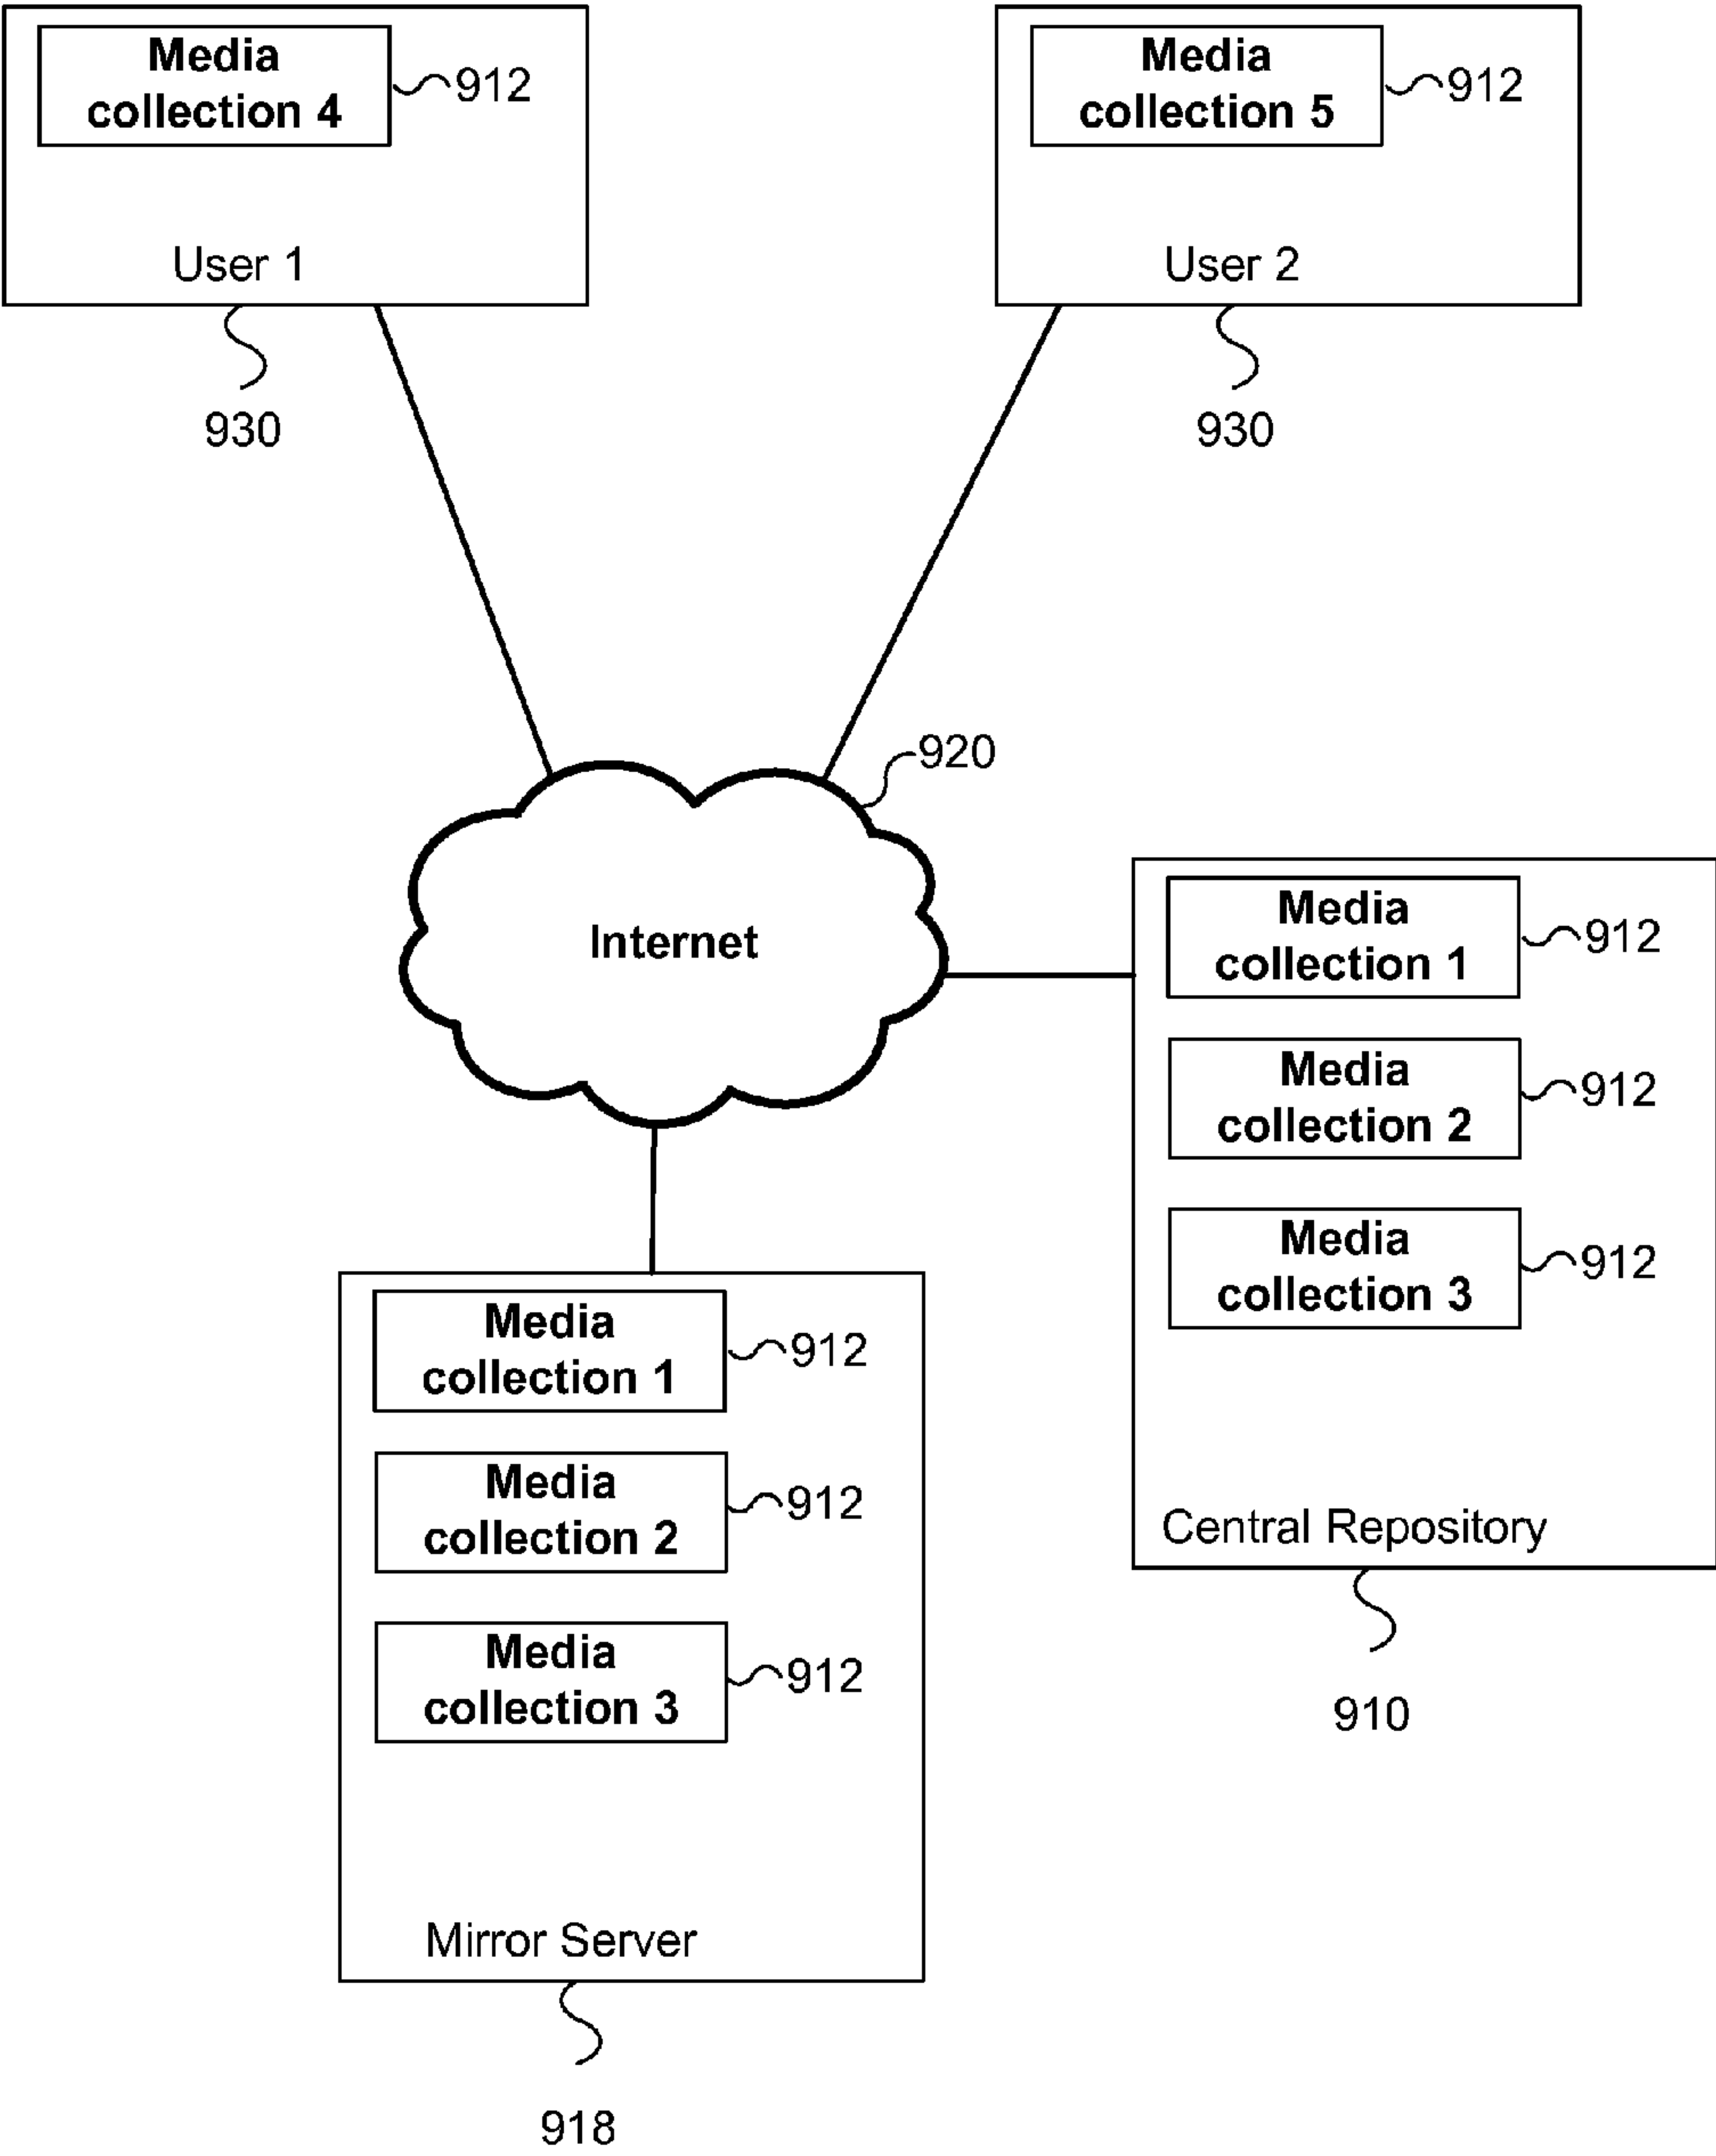 Media
collection 4
912
User 1
930
Media
collection 5
912
User 2
930
920
Internet
Media
collection 1
912
Media
collection 2
912
Media
collection 3
912
Central Repository
910
Media
collection 1
912
Media
collection 2
912
Media
collection 3
912
Mirror Server
918